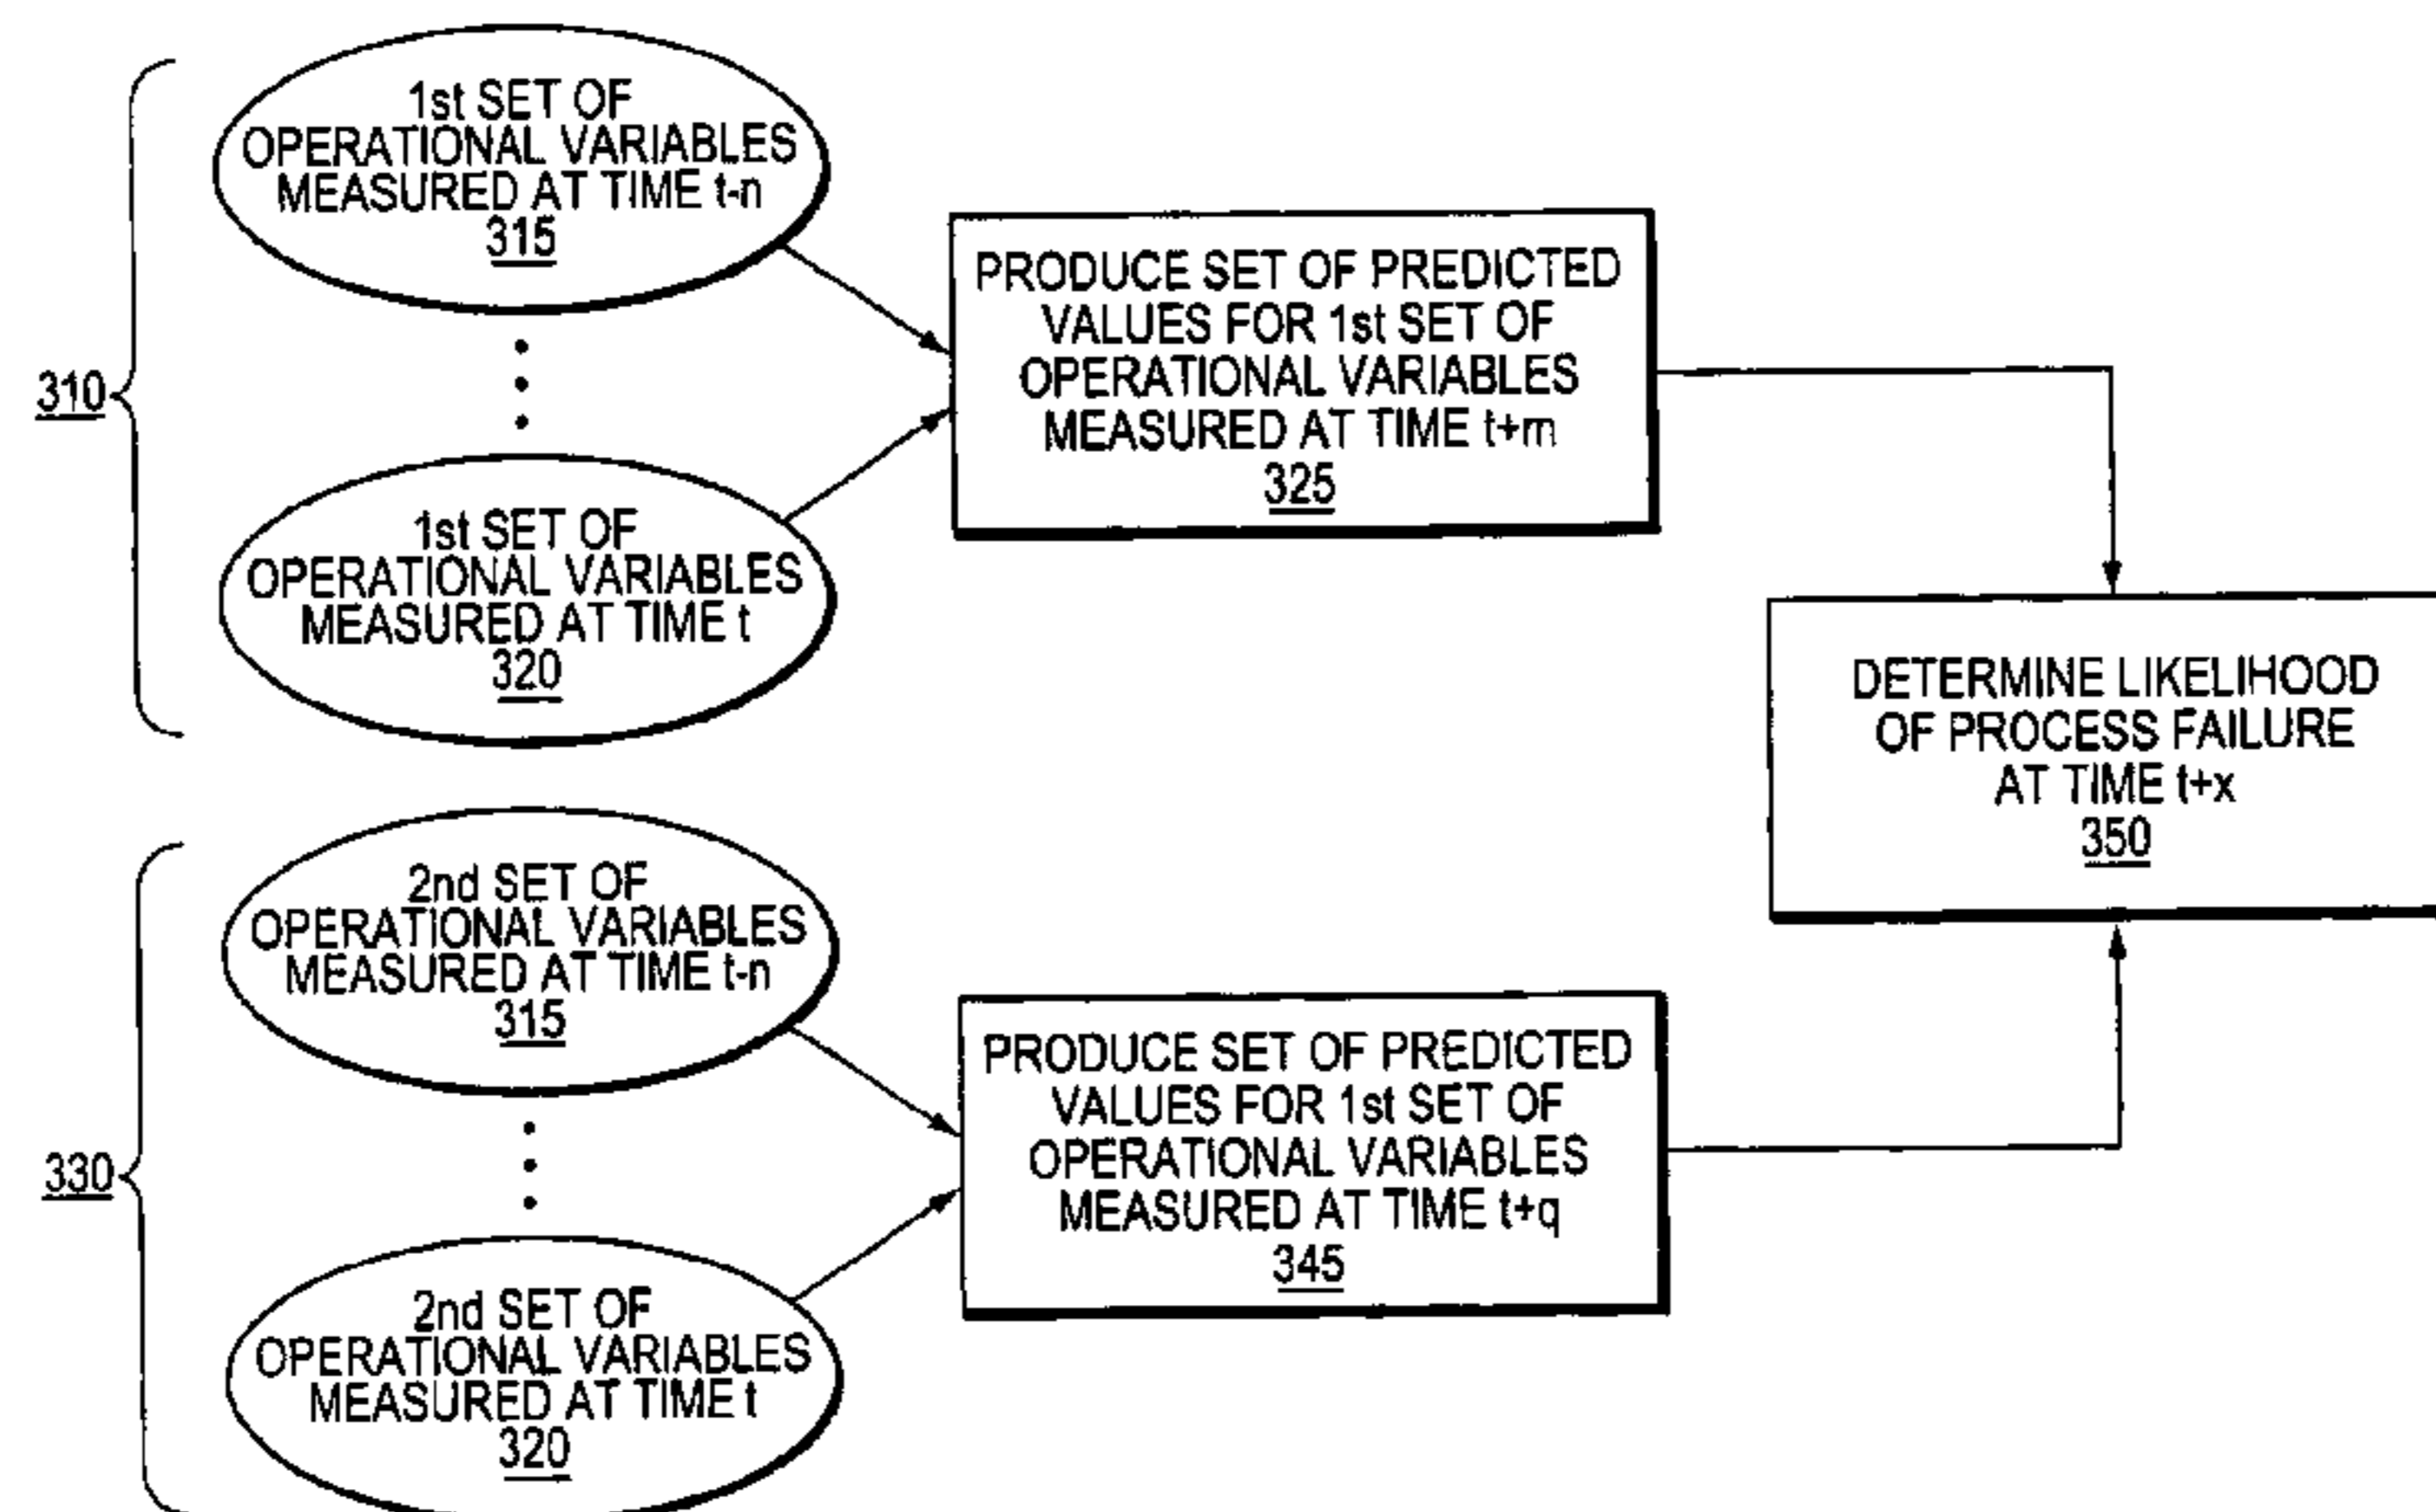 310
1st SET OF
OPERATIONAL VARIABLES
MEASURED AT TIME t-n
315
1st SET OF
OPERATIONAL VARIABLES
MEASURED AT TIME t
320
PRODUCE SET OF PREDICTED
VALUES FOR 1st SET OF
OPERATIONAL VARIABLES
MEASURED AT TIME t+m
325
330
2nd SET OF
OPERATIONAL VARIABLES
MEASURED AT TIME t-n
315
2nd SET OF
OPERATIONAL VARIABLES
MEASURED AT TIME t
320
PRODUCE SET OF PREDICTED
VALUES FOR 1st SET OF
OPERATIONAL VARIABLES
MEASURED AT TIME t+q
345
DETERMINE LIKELIHOOD
OF PROCESS FAILURE
AT TIME t+x
350